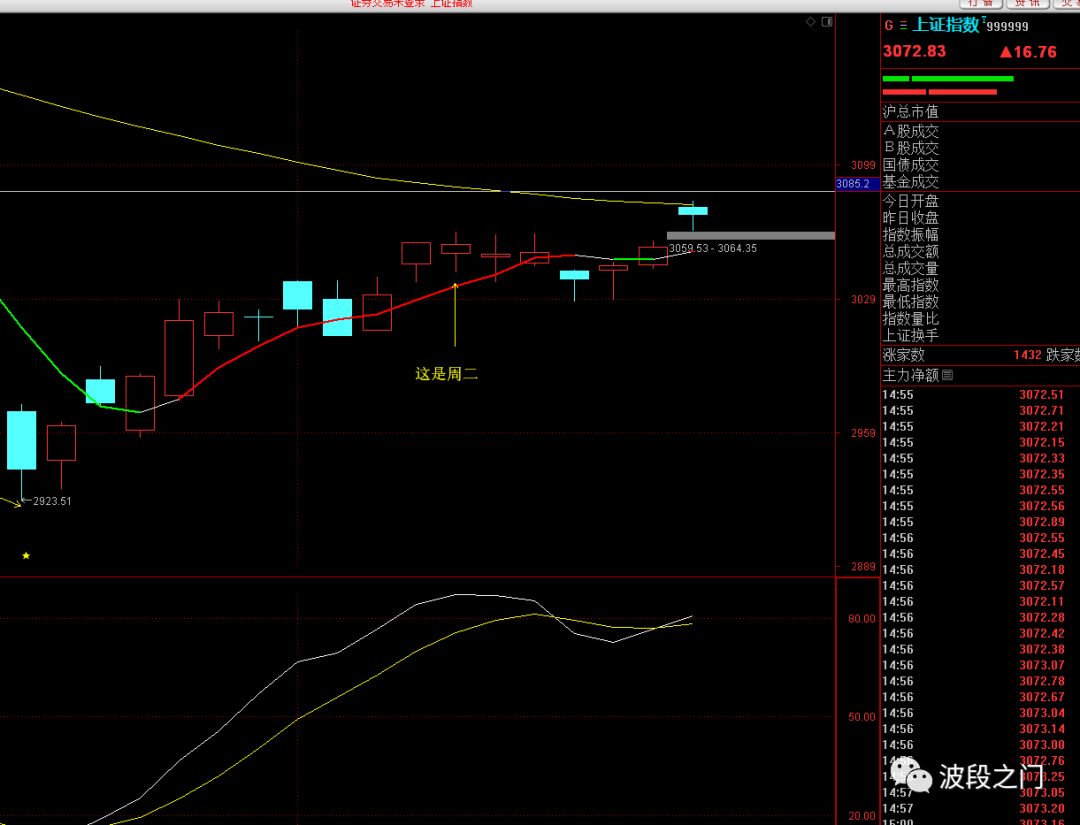 证券交易未登录 上证指数
行情 资讯
G 三 上证指数 T 999999
3072.83 ▲16.76
沪总市值
A股成交
B股成交
国债成交
基金成交
今日开盘
昨日收盘
指数振幅
总成交额
总成交量
最高指数
最低指数
指数量比
上证换手
涨家数 1432 跌家数
主力净额
3099
3085.2
3059.53 - 3064.35
3029
这是周二
2959
←2923.51
2889
80.00
50.00
20.00
14:55 3072.51
14:55 3072.71
14:55 3072.21
14:55 3072.15
14:55 3072.33
14:55 3072.35
14:55 3072.55
14:55 3072.56
14:55 3072.89
14:56 3072.55
14:56 3072.45
14:56 3072.18
14:56 3072.57
14:56 3072.11
14:56 3072.28
14:56 3072.42
14:56 3072.38
14:56 3073.07
14:56 3072.78
14:56 3072.67
14:56 3073.04
14:56 3073.14
14:56 3073.00
3072.76
3073.25
14:57 3073.05
14:57 3073.20
15:00 3073.16
波段之门